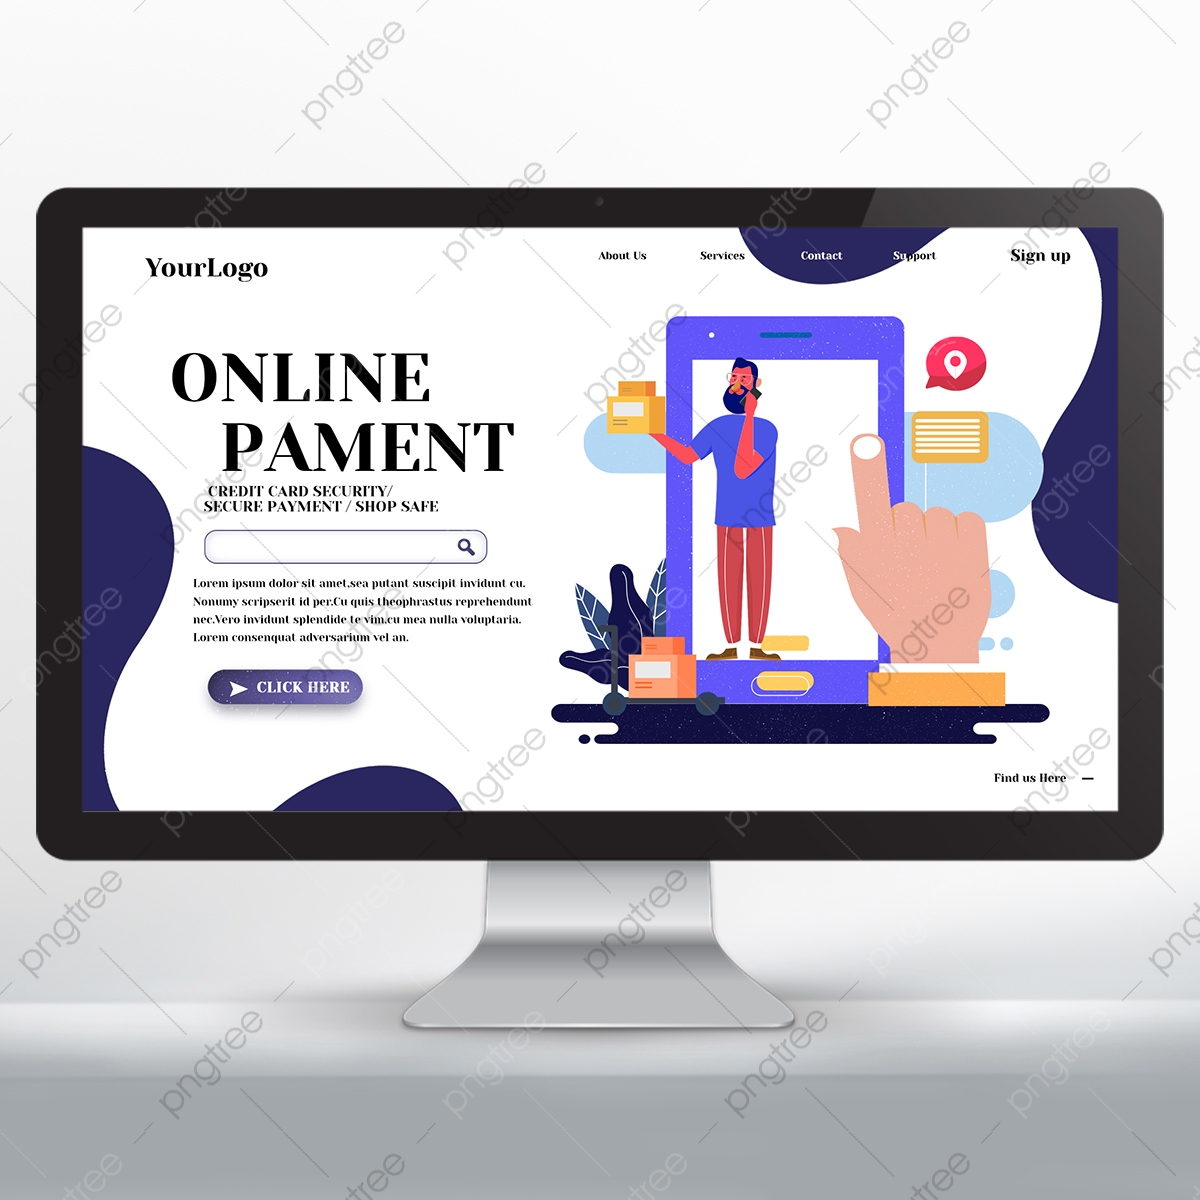 YourLogo
About Us
Services
Contact
Support
Sign up
ONLINE
PAMENT
CREDIT CARD SECURITY/
SECURE PAYMENT / SHOP SAFE
Lorem ipsum dolor sit amet,sea putant suscipit invidunt cu.
Nonumy scripserit id per.Cu quis theophrastus reprehendunt
nec.Vero invidunt splendide te vim,cu mea nulla voluptaria.
Lorem consenquat adversarium vel an.
CLICK HERE
Find us Here
pngtree